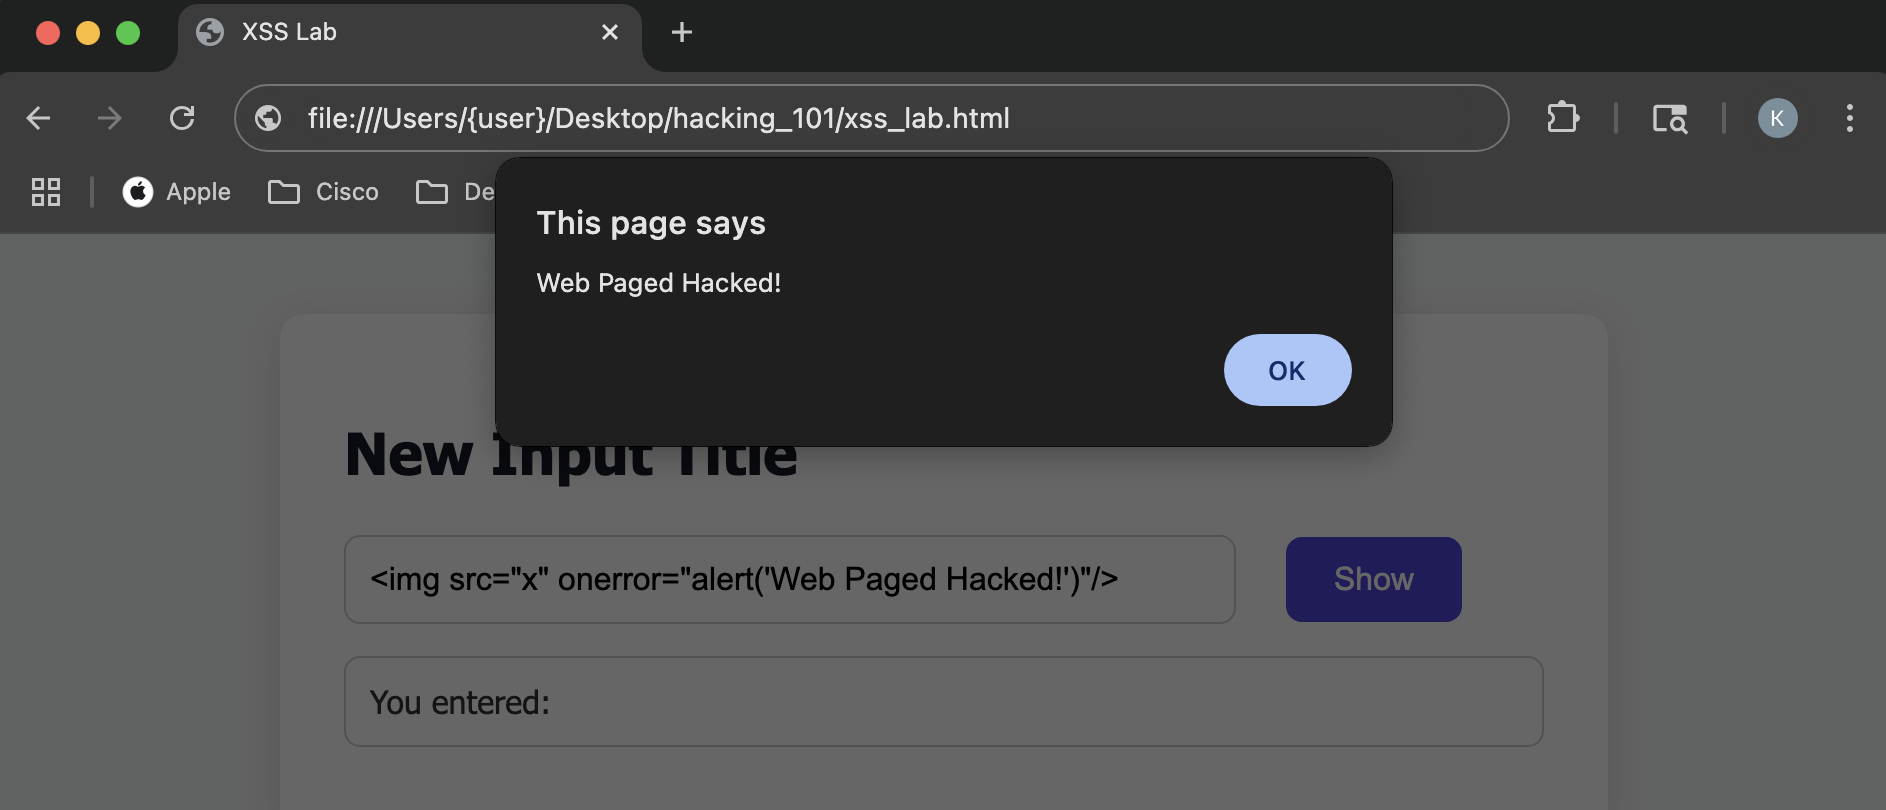 XSS Lab
file:///Users/{user}/Desktop/hacking_101/xss_lab.html
K
Apple
Cisco
De
This page says
Web Paged Hacked!
OK
New Input Title
<img src="x" onerror="alert('Web Paged Hacked!')"/>
Show
You entered: